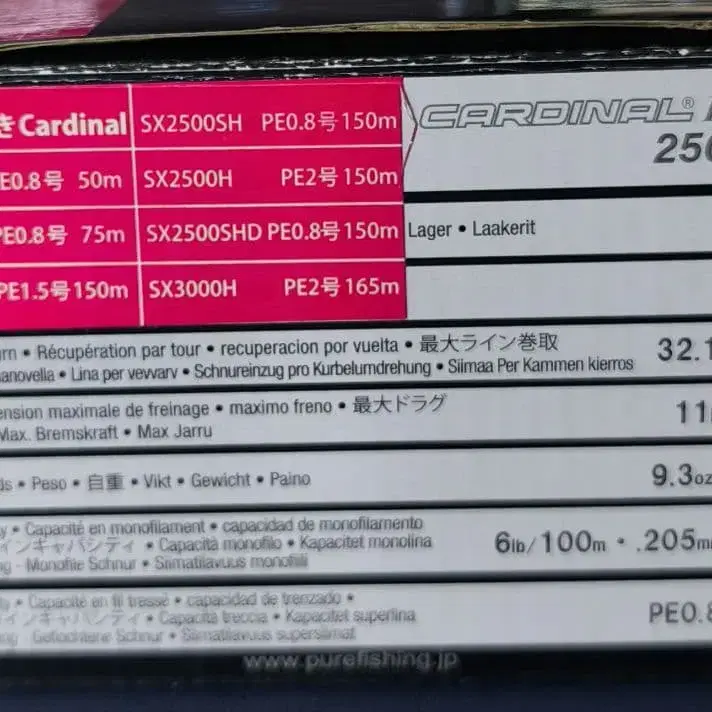 き Cardinal SX2500SH PE0.8号 150m
PE0.8号 50m SX2500H PE2号 150m
PE0.8号 75m SX2500SHD PE0.8号 150m
PE1.5号 150m SX3000H PE2号 165m
CARDINAL®
250
Lager • Laakerit
• Récupération par tour • recuperacion por vuelta • 最大ライン巻取
• Lina per vevvarv • Schnureinzug pro Kurbelumdrehung • Siimaa Per Kammen kierros
32.1
ension maximale de freinage • maximo freno • 最大ドラグ
Max. Bremskraft • Max Jarru
11
ds • Peso • 自重 • Vikt • Gewicht • Paino
9.3oz
y • Capacité en monofilament • capacidad de monofilamento
インキャパシティ • Capacità monofilo • Kapacitet monolina
ng - Monofile Schnur • Siimatilavuus monofiili
6lb/100m • .205m
ty • Capacité en fil tressé • capacidad de trenzado •
インキャパシティ • Capacità treccia • Kapacitet superlina
ng - Geflochtene Schnur • Siimatilavuus superslimat
PE0.8
www.purefishing.jp